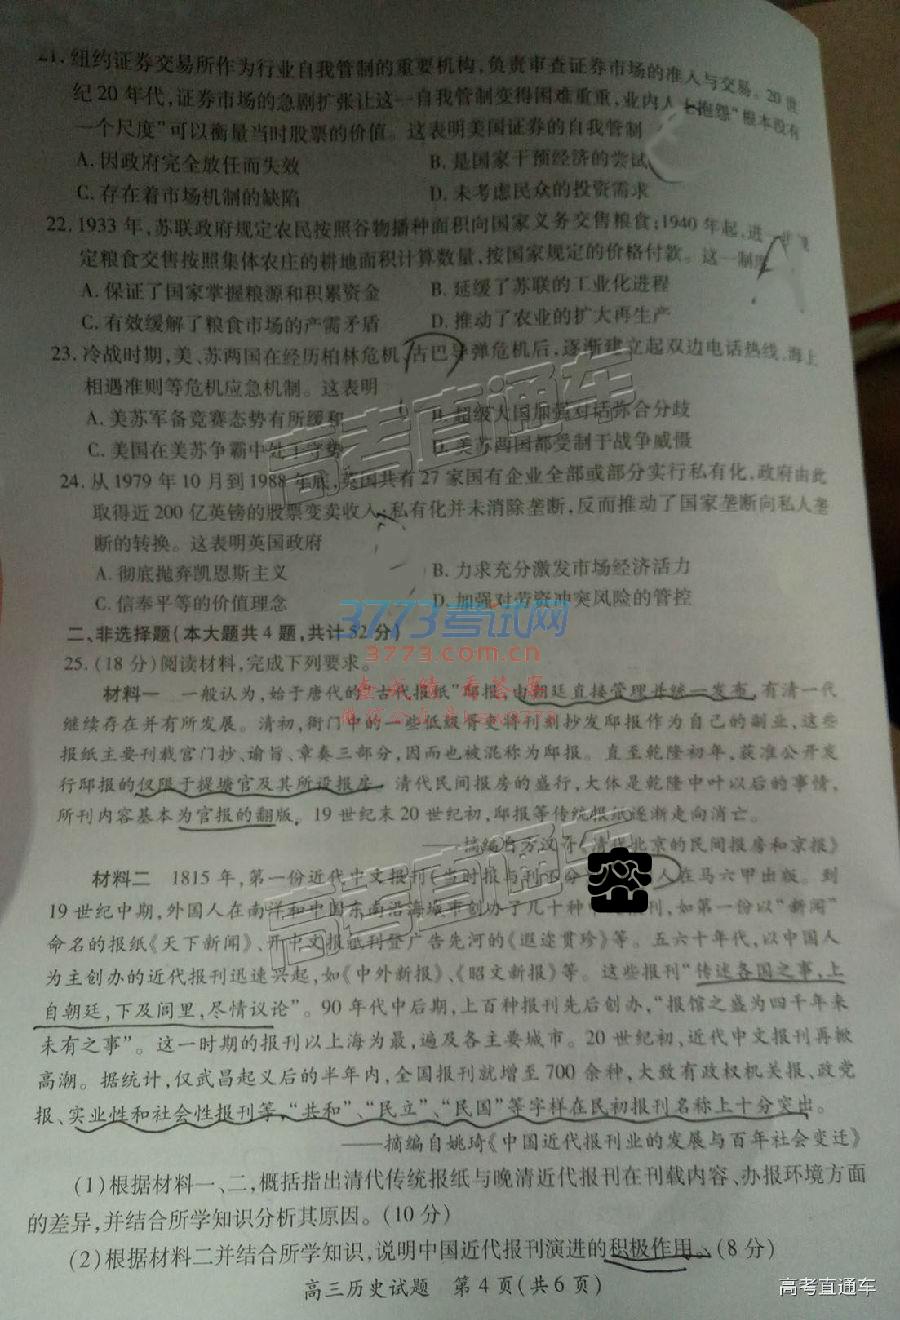 21. 纽约证券交易所作为行业自我管制的重要机构,负责审查证券市场的准入与交易。20世
纪20年代,证券市场的急剧扩张让这一自我管制变得困难重重,业内人士抱怨“根本没有
一个尺度”可以衡量当时股票的价值。这表明美国证券的自我管制
A. 因政府完全放任而失效 B. 是国家干预经济的尝试
C. 存在着市场机制的缺陷 D. 未考虑民众的投资需求
22. 1933年,苏联政府规定农民按照谷物播种面积向国家义务交售粮食;1940年起,进一步规
定粮食交售按照集体农庄的耕地面积计算数量,按国家规定的价格付款。这一制度
A. 保证了国家掌握粮源和积累资金 B. 延缓了苏联的工业化进程
C. 有效缓解了粮食市场的产需矛盾 D. 推动了农业的扩大再生产
23. 冷战时期,美、苏两国在经历柏林危机、古巴导弹危机后,逐渐建立起双边电话热线、海上
相遇准则等危机应急机制。这表明
A. 美苏军备竞赛态势有所缓和 B. 超级大国加强对话弥合分歧
C. 美国在美苏争霸中处于守势 D. 美苏两国都受制于战争威慑
24. 从1979年10月到1988年底,英国共有27家国有企业全部或部分实行私有化,政府由此
取得近200亿英镑的股票变卖收入,私有化并未消除垄断,反而推动了国家垄断向私人垄
断的转换。这表明英国政府
A. 彻底抛弃凯恩斯主义 B. 力求充分激发市场经济活力
C. 信奉平等的价值理念 D. 加强对劳资冲突风险的管控
二、非选择题(本大题共4题,共计52分)
25. (18分)阅读材料,完成下列要求。
材料一 一般认为,始于唐代的“古代报纸”邸报,由朝廷直接管理并统一发布,有清一代
继续存在并有所发展。清初,衙门中的一些低级胥吏将刊刻抄发邸报作为自己的副业,这些
报纸主要刊载宫门抄、谕旨、章奏三部分,因而也被混称为邸报。直至乾隆初年,获准公开发
行邸报的仅限于提塘官及其所设报房。清代民间报房的盛行,大体是乾隆中叶以后的事情,
所刊内容基本为官报的翻版。19世纪末20世纪初,邸报等传统报纸逐渐走向消亡。
——摘编自方汉奇《清代北京的民间报房和京报》
材料二 1815年,第一份近代中文报刊(当时报与刊不分 人在马六甲出版。到
19世纪中期,外国人在南洋和中国东南沿海城市创办了几十种 刊,如第一份以“新闻”
命名的报纸《天下新闻》、开中文报纸刊登广告先河的《遐迩贯珍》等。五六十年代,以中国人
为主创办的近代报刊迅速兴起,如《中外新报》、《昭文新报》等。这些报刊“传述各国之事,上
自朝廷,下及闾里,尽情议论”。90年代中后期,上百种报刊先后创办,“报馆之盛为四千年来
未有之事”。这一时期的报刊以上海为最,遍及各主要城市。20世纪初,近代中文报刊再掀
高潮。据统计,仅武昌起义后的半年内,全国报刊就增至700余种,大致有政权机关报、政党
报、实业性和社会性报刊等,“共和”、“民立”、“民国”等字样在民初报刊名称上十分突出。
——摘编自姚琦《中国近代报刊业的发展与百年社会变迁》
(1)根据材料一、二,概括指出清代传统报纸与晚清近代报刊在刊载内容、办报环境方面
的差异,并结合所学知识分析其原因。(10分)
(2)根据材料二并结合所学知识,说明中国近代报刊演进的积极作用。(8分)
高三历史试题 第4页(共6页)
高考直通车
高考直通车
3773考试网
3773.com.cn
查成绩 看答案
高考直通车